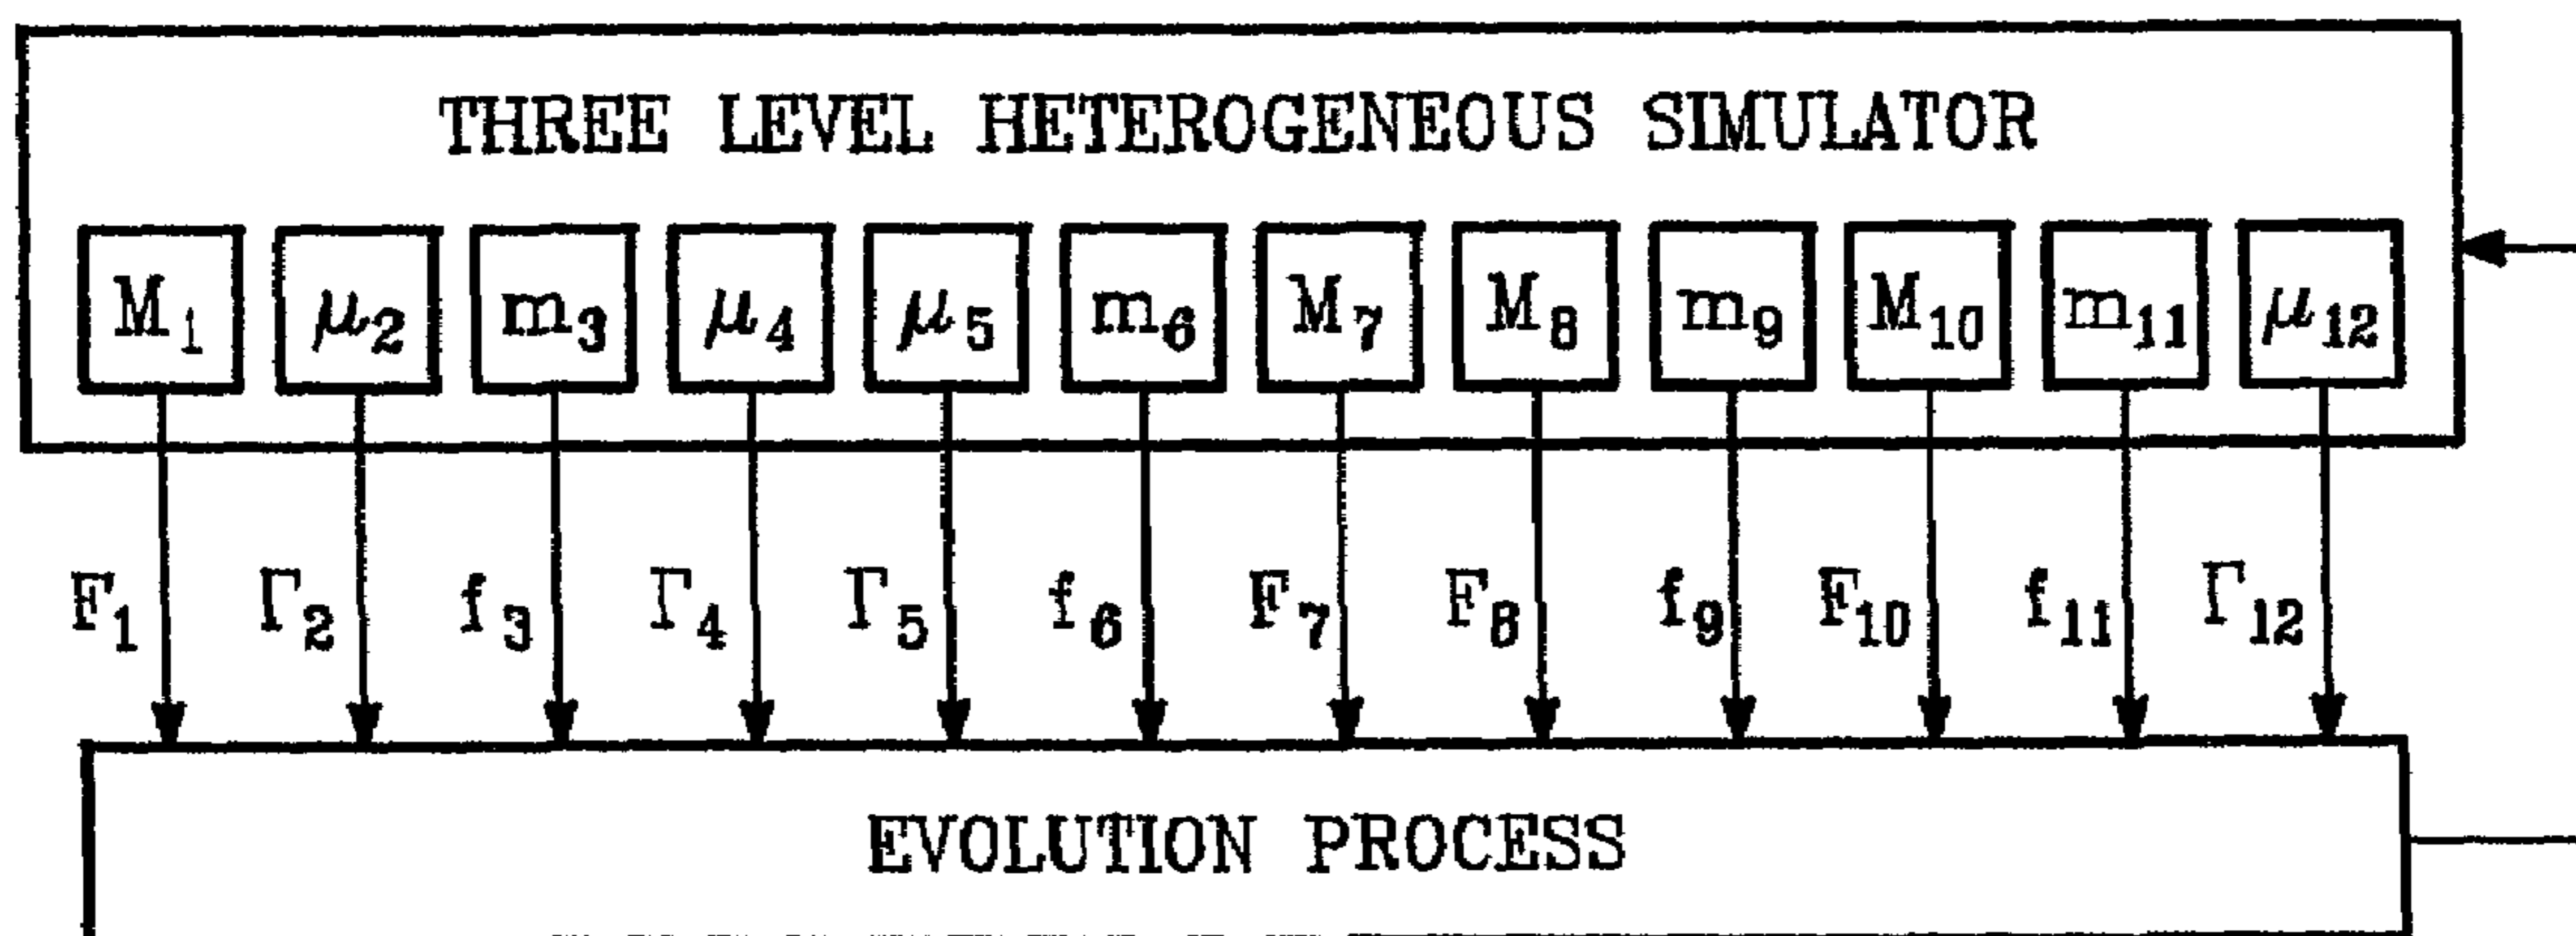 THREE LEVEL HETEROGENEOUS SIMULATOR
M₁ μ₂ m₃ μ₄ μ₅ m₆ M₇ M₈ m₉ M₁₀ m₁₁ μ₁₂
F₁ Γ₂ f₃ Γ₄ Γ₅ f₆ F₇ F₈ f₉ F₁₀ f₁₁ Γ₁₂
EVOLUTION PROCESS